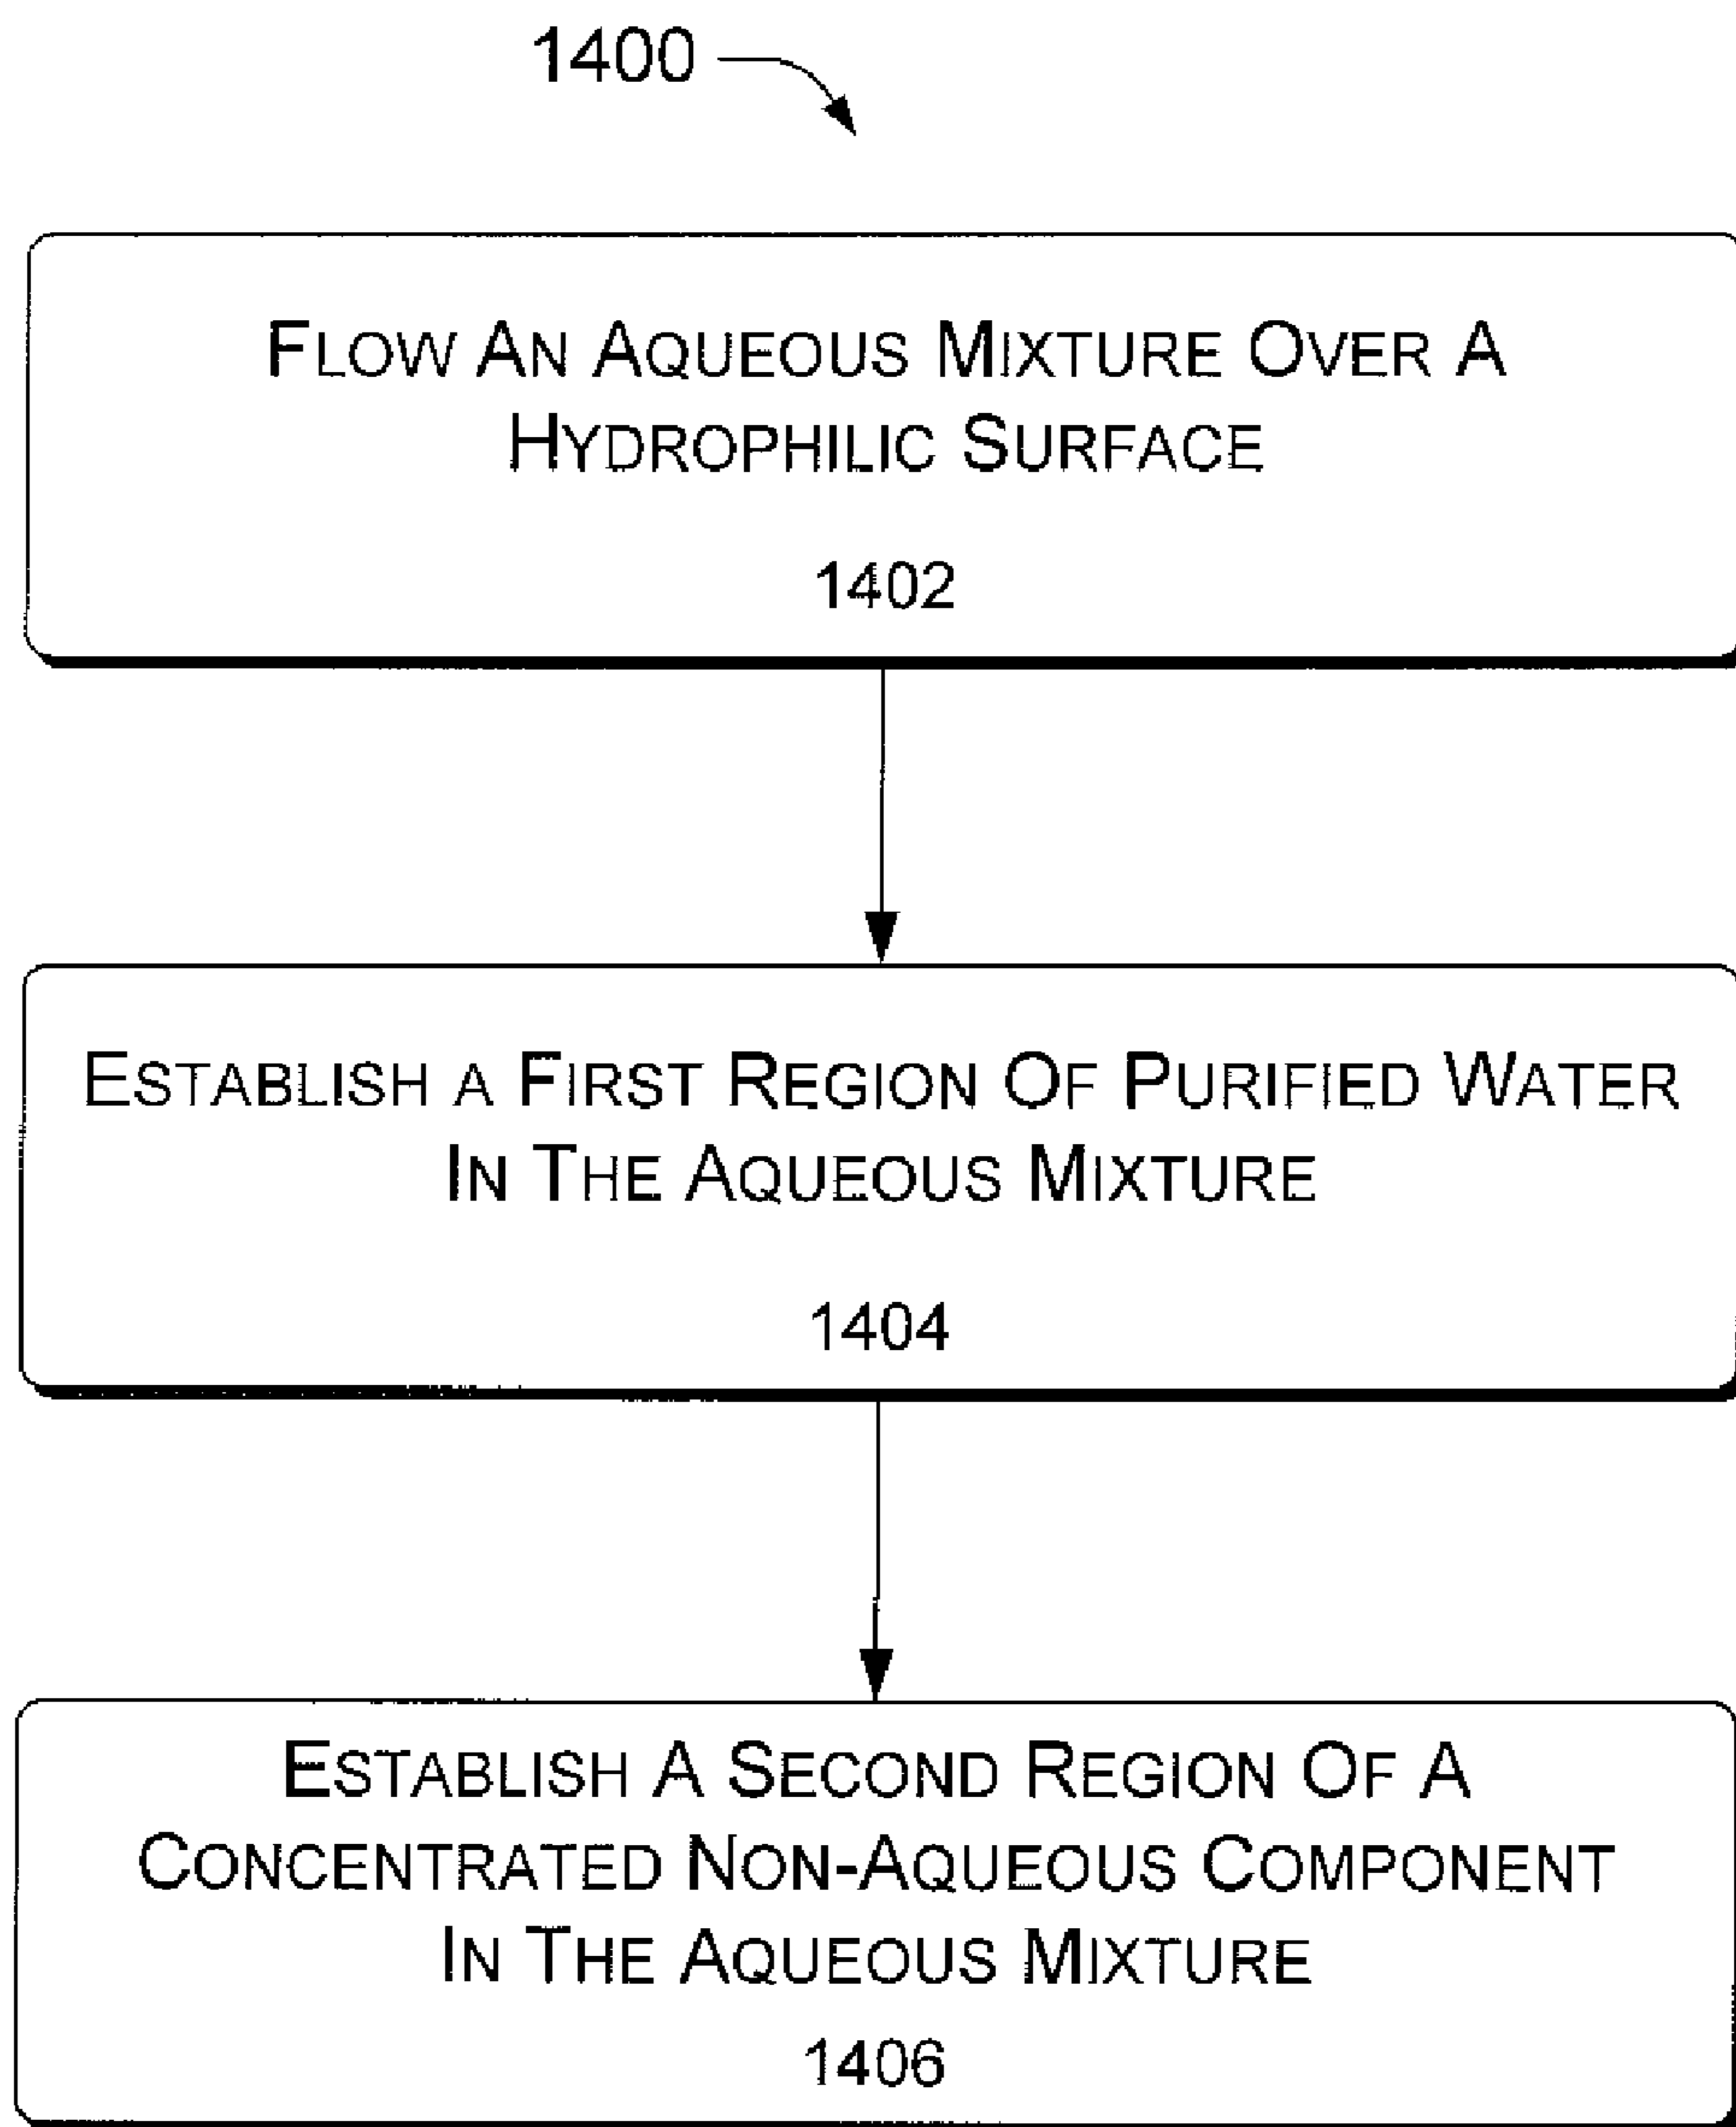 1400
FLOW AN AQUEOUS MIXTURE OVER A
HYDROPHILIC SURFACE
1402
ESTABLISH A FIRST REGION OF PURIFIED WATER
IN THE AQUEOUS MIXTURE
1404
ESTABLISH A SECOND REGION OF A
CONCENTRATED NON-AQUEOUS COMPONENT
IN THE AQUEOUS MIXTURE
1406